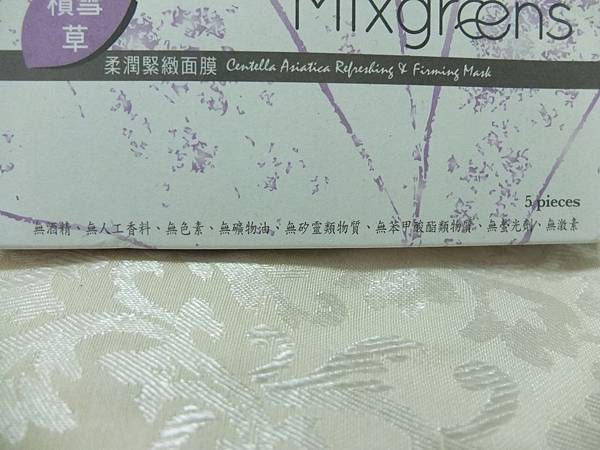 Mixgreens
積雪
草
柔潤緊緻面膜 Centella Asiatica Refreshing & Firming Mask
5 pieces
無酒精、無人工香料、無色素、無礦物油、無矽靈類物質、無苯甲酸酯類物質、無螢光劑、無激素